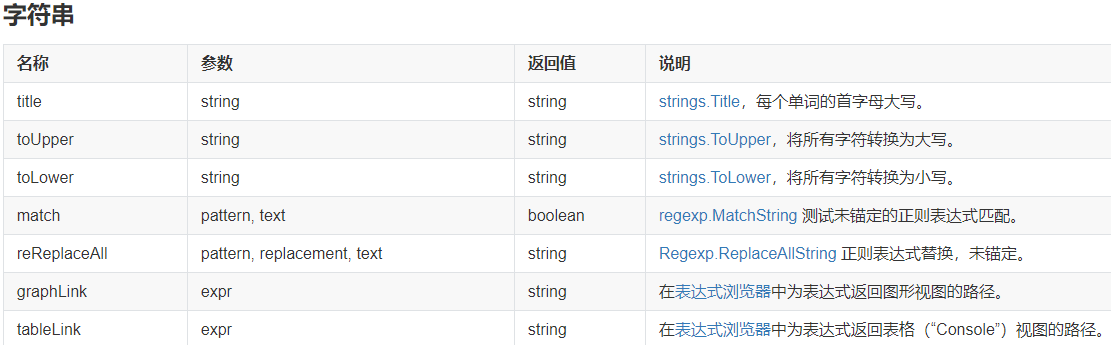 字符串
名称 参数 返回值 说明
title string string strings.Title，每个单词的首字母大写。
toUpper string string strings.ToUpper，将所有字符转换为大写。
toLower string string strings.ToLower，将所有字符转换为小写。
match pattern, text boolean regexp.MatchString 测试未锚定的正则表达式匹配。
reReplaceAll pattern, replacement, text string Regexp.ReplaceAllString 正则表达式替换，未锚定。
graphLink expr string 在表达式浏览器中为表达式返回图形视图的路径。
tableLink expr string 在表达式浏览器中为表达式返回表格（“Console”）视图的路径。